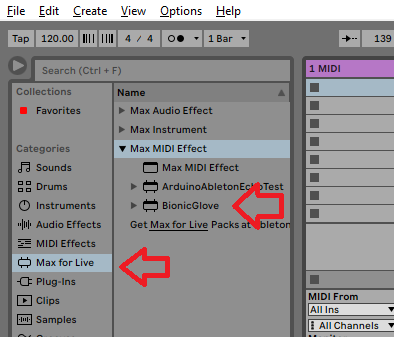 File Edit Create View Options Help
Tap 120.00 4 / 4 1 Bar 139
Search (Ctrl + F)
Collections
Favorites
Categories
Sounds
Drums
Instruments
Audio Effects
MIDI Effects
Max for Live
Plug-Ins
Clips
Samples
Name
Max Audio Effect
Max Instrument
Max MIDI Effect
Max MIDI Effect
ArduinoAbletonEchoTest
BionicGlove
Get Max for Live Packs at
1 MIDI
MIDI From
All Ins
All Channels